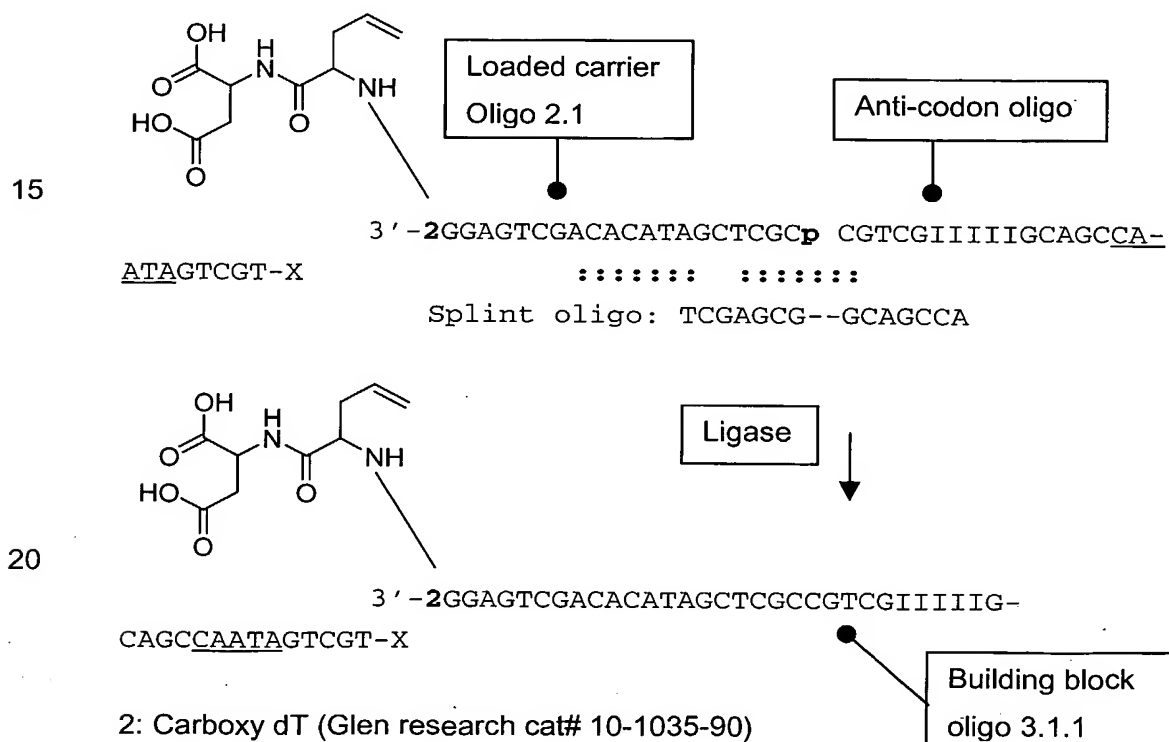 OH
O
HO
O
H
N
O
NH
Loaded carrier
Oligo 2.1
Anti-codon oligo
15
3'-2GGAGTCGACACATAGCTCGCp CGTCGIIIIIGCAGCCA-
ATAGTCGT-X
::::::: :::::::
Splint oligo: TCGAGCG--GCAGCCA
OH
O
HO
O
H
N
O
NH
Ligase
20
3'-2GGAGTCGACACATAGCTCGCCGTCGIIIIIG-
CAGCCAATAGTCGT-X
Building block
oligo 3.1.1
2: Carboxy dT (Glen research cat# 10-1035-90)